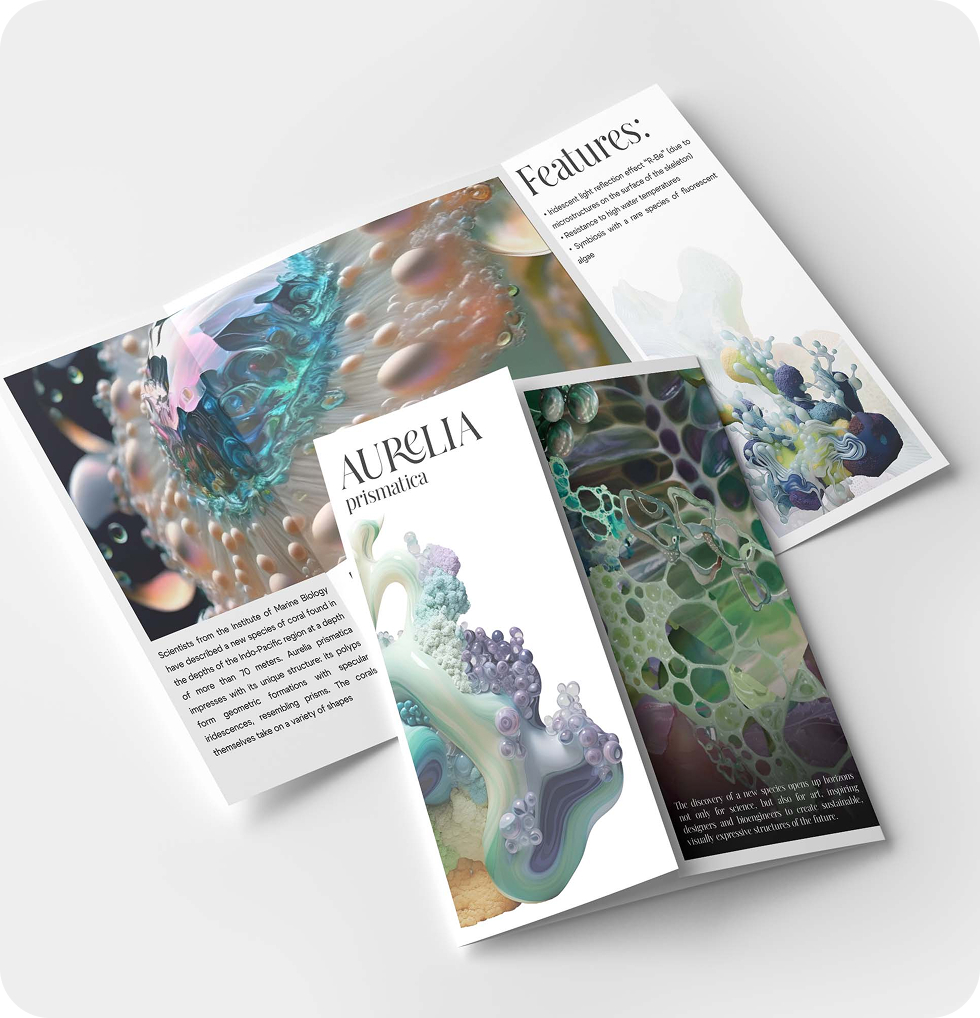 Features:
• Iridescent light reflection effect "R-Be" (due to
microstructures on the surface of the skeleton)
• Resistance to high water temperatures
• Symbiosis with a rare species of fluorescent
algae
AURELIA
prismatica
Scientists from the Institute of Marine Biology
have described a new species of coral found in
the depths of the Indo-Pacific region at a depth
of more than 70 meters. Aurelia prismatica
impresses with its unique structure: its polyps
form geometric formations with specular
iridescences, resembling prisms. The corals
themselves take on a variety of shapes
The discovery of a new species opens up horizons
not only for science, but also for art, inspiring
designers and bioengineers to create sustainable,
visually expressive structures of the future.